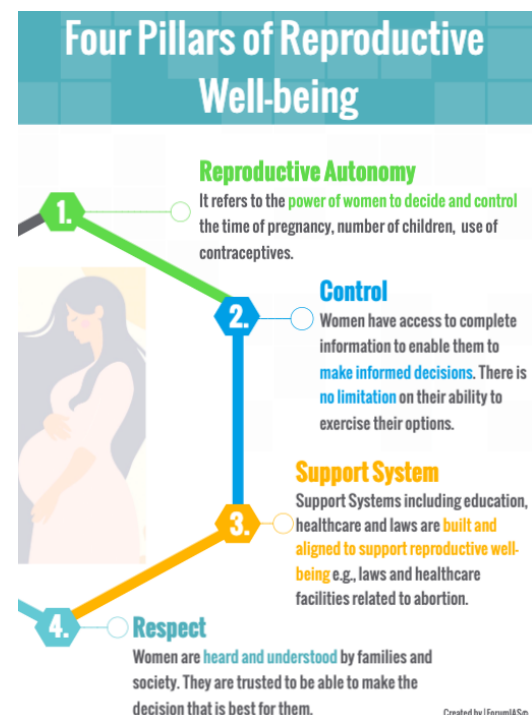 Four Pillars of Reproductive
Well-being
Reproductive Autonomy
1.
It refers to the power of women to decide and control
the time of pregnancy, number of children, use of
contraceptives.
Control
2.
Women have access to complete
information to enable them to
make informed decisions. There is
no limitation on their ability to
exercise their options.
Support System
Support Systems including education,
3.
healthcare and laws are built and
aligned to support reproductive well-
being e.g., laws and healthcare
facilities related to abortion.
4.
Respect
Women are heard and understood by families and
society. They are trusted to be able to make the
decision that is best for them.
Created by | ForumIAS